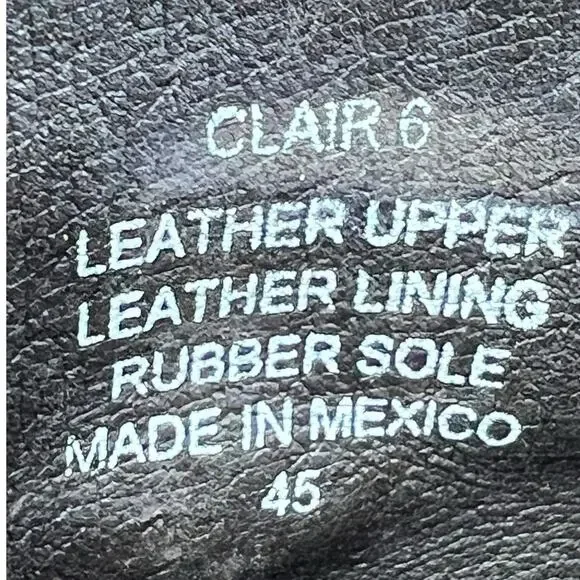 CLAIR 6
LEATHER UPPER
LEATHER LINING
RUBBER SOLE
MADE IN MEXICO
45